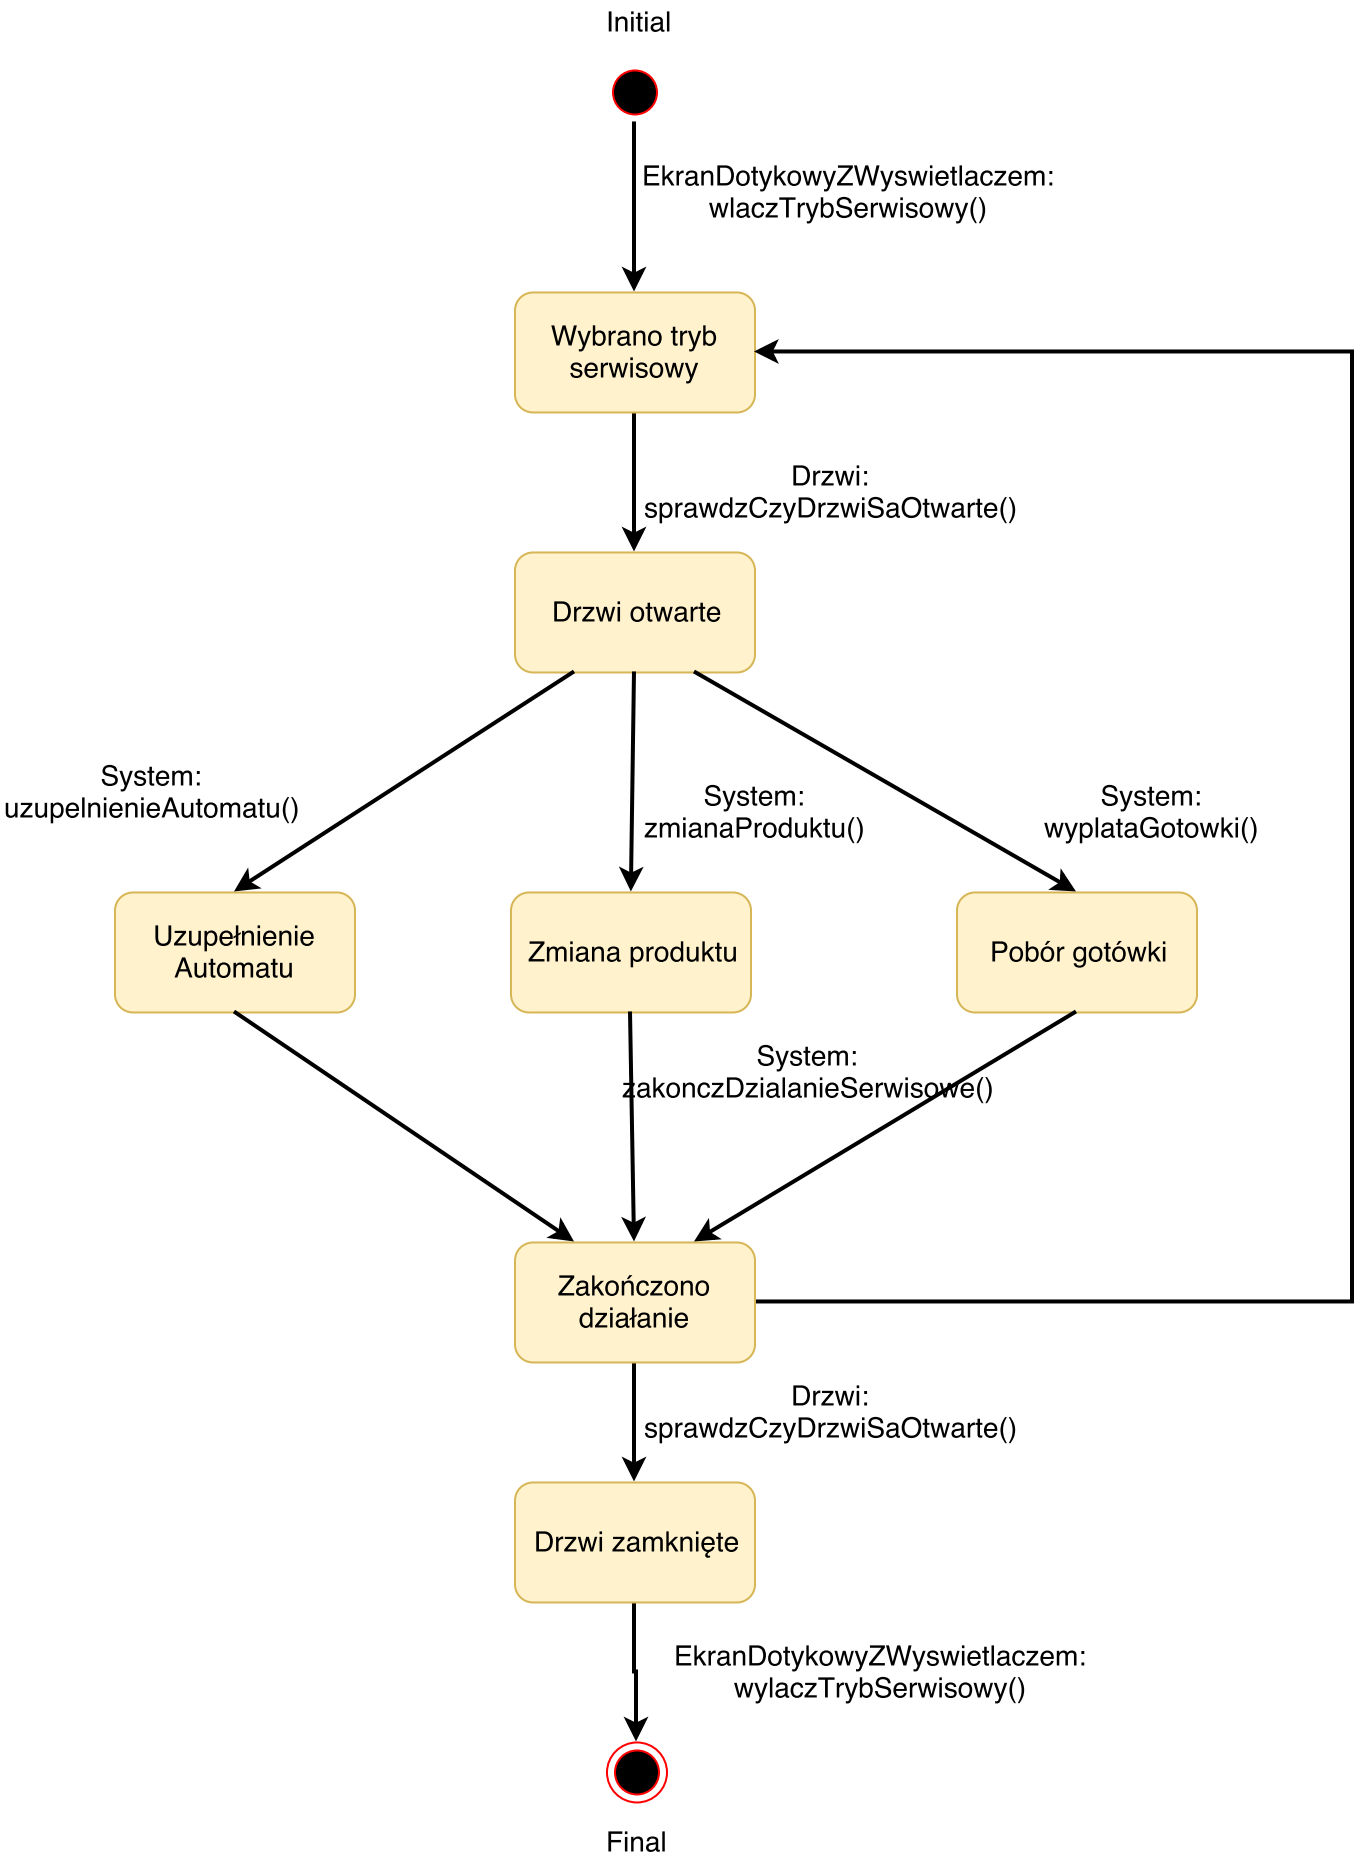 Initial
EkranDotykowyZWyswietlaczem:
wlaczTrybSerwisowy()
Wybrano tryb
serwisowy
Drzwi:
sprawdzCzyDrzwiSaOtwarte()
Drzwi otwarte
System:
uzupelnienieAutomatu()
System:
zmianaProduktu()
System:
wyplataGotowki()
Uzupełnienie
Automatu
Zmiana produktu
Pobór gotówki
System:
zakonczDzialanieSerwisowe()
Zakończono
działanie
Drzwi:
sprawdzCzyDrzwiSaOtwarte()
Drzwi zamknięte
EkranDotykowyZWyswietlaczem:
wylaczTrybSerwisowy()
Final